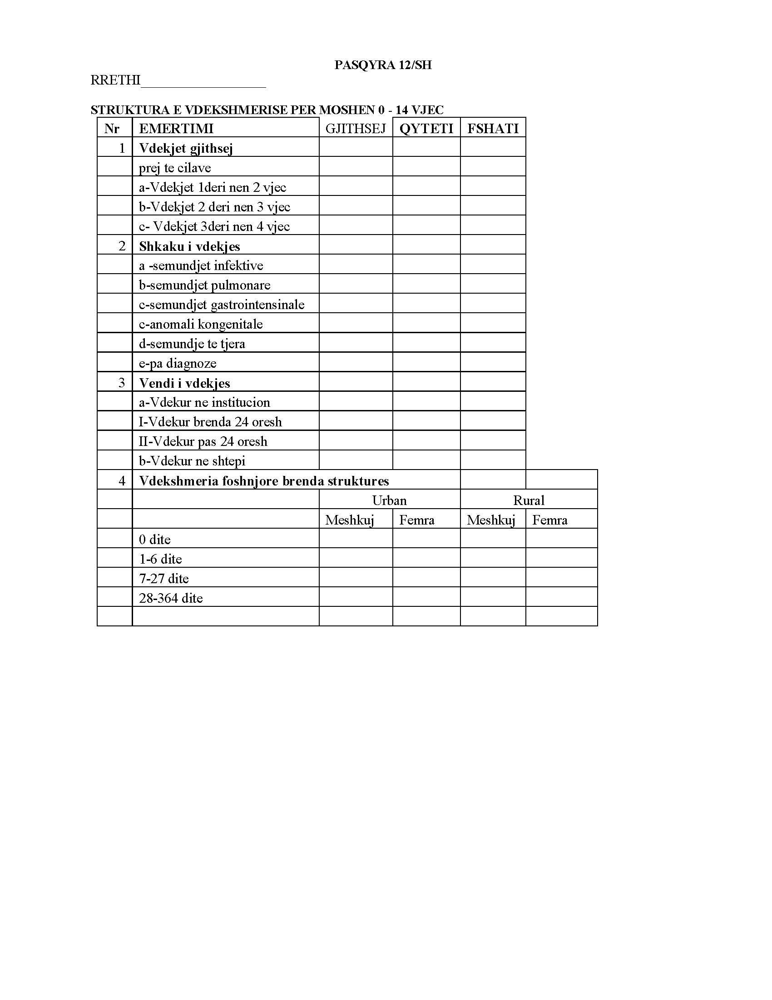 PASQYRA 12/SH
RRETHI__________________
STRUKTURA E VDEKSHMERISE PER MOSHEN 0 - 14 VJEC
Nr EMERTIMI GJITHSEJ QYTETI FSHATI
1 Vdekjet gjithsej
prej te cilave
a-Vdekjet 1deri nen 2 vjec
b-Vdekjet 2 deri nen 3 vjec
c- Vdekjet 3deri nen 4 vjec
2 Shkaku i vdekjes
a -semundjet infektive
b-semundjet pulmonare
c-semundjet gastrointensinale
c-anomali kongenitale
d-semundje te tjera
e-pa diagnoze
3 Vendi i vdekjes
a-Vdekur ne institucion
I-Vdekur brenda 24 oresh
II-Vdekur pas 24 oresh
b-Vdekur ne shtepi
4 Vdekshmeria foshnjore brenda struktures
Urban Rural
Meshkuj Femra Meshkuj Femra
0 dite
1-6 dite
7-27 dite
28-364 dite